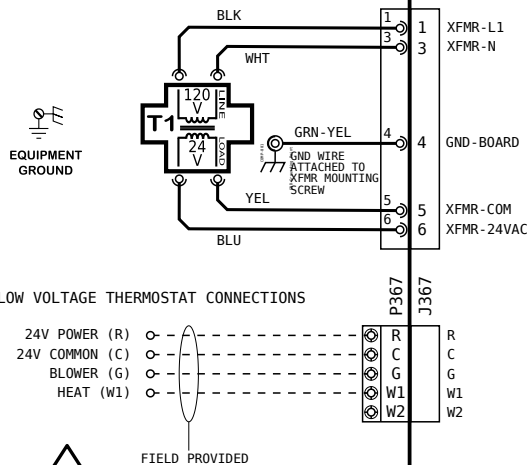 BLK
1
1
XFMR-L1
3
3
XFMR-N
WHT
120
V
LINE
T1
24
V
LOAD
GRN-YEL
4
4
GND-BOARD
GND WIRE
ATTACHED TO
XFMR MOUNTING
SCREW
EQUIPMENT
GROUND
YEL
5
5
XFMR-COM
6
6
XFMR-24VAC
BLU
P367
J367
LOW VOLTAGE THERMOSTAT CONNECTIONS
24V POWER (R)
R
R
24V COMMON (C)
C
C
BLOWER (G)
G
G
HEAT (W1)
W1
W1
W2
W2
FIELD PROVIDED